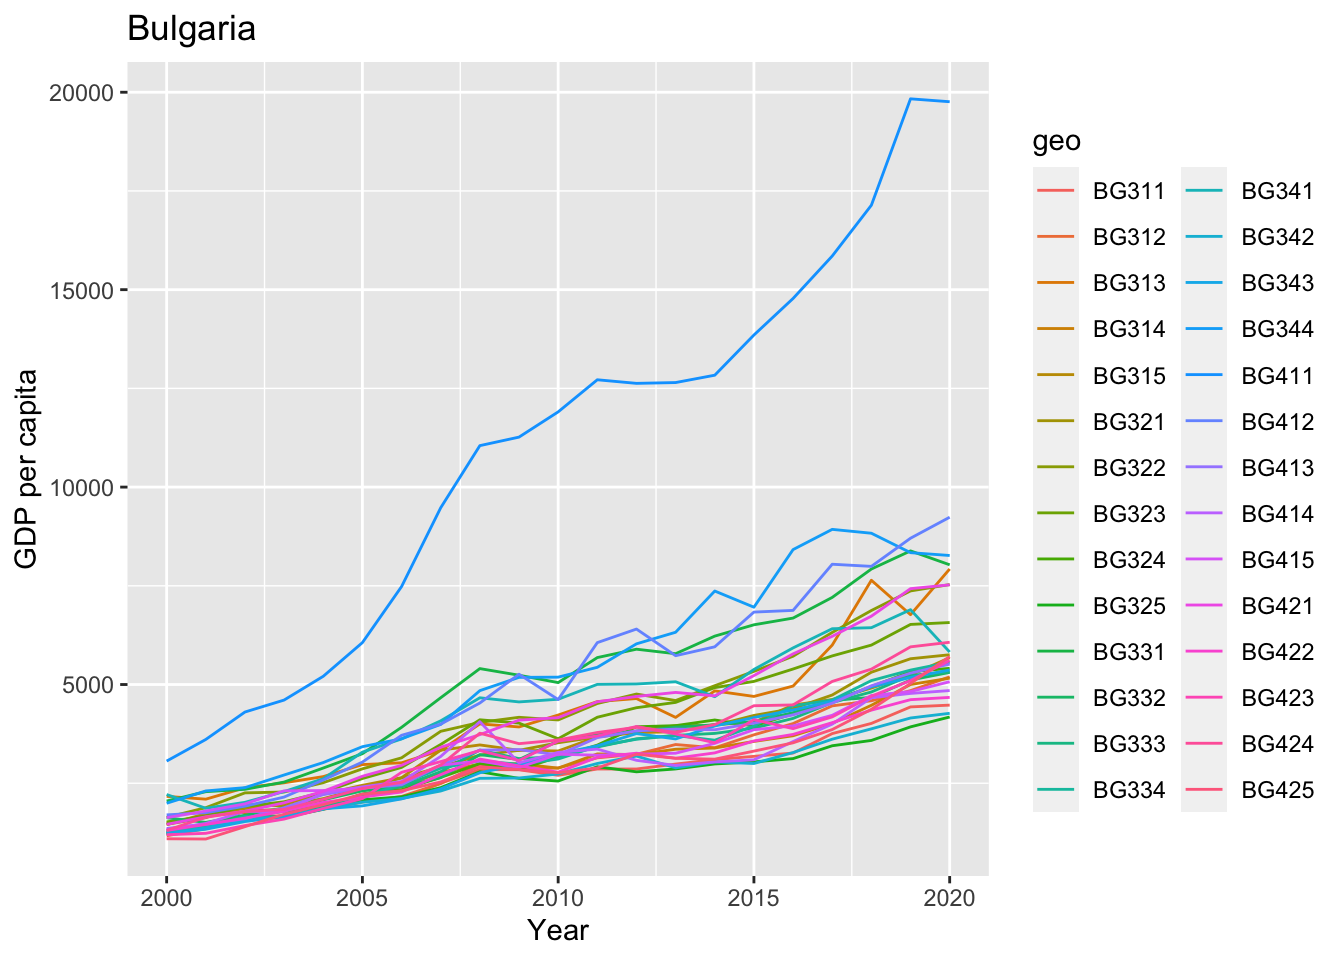 Bulgaria
20000
15000
10000
5000
GDP per capita
2000 2005 2010 2015 2020
Year
geo
BG311 BG341
BG312 BG342
BG313 BG343
BG314 BG344
BG315 BG411
BG321 BG412
BG322 BG413
BG323 BG414
BG324 BG415
BG325 BG421
BG331 BG422
BG332 BG423
BG333 BG424
BG334 BG425